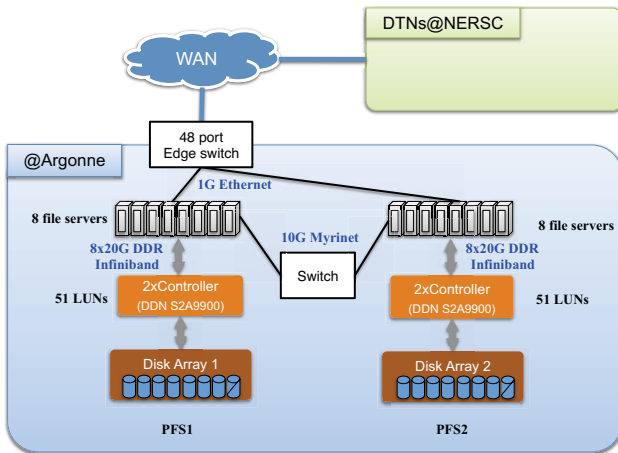 DTNs@NERSC
WAN
48 port
Edge switch
@Argonne
1G Ethernet
8 file servers
8 file servers
10G Myrinet
8x20G DDR
Infiniband
8x20G DDR
Infiniband
Switch
51 LUNs
2xController
(DDN S2A9900)
2xController
(DDN S2A9900)
51 LUNs
Disk Array 1
Disk Array 2
PFS1
PFS2